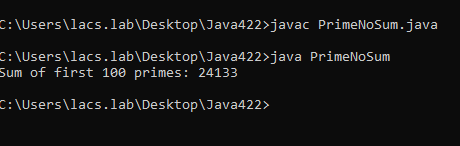 C:\Users\lacs.lab\Desktop\Java422>javac PrimeNoSum.java
C:\Users\lacs.lab\Desktop\Java422>java PrimeNoSum
Sum of first 100 primes: 24133
C:\Users\lacs.lab\Desktop\Java422>